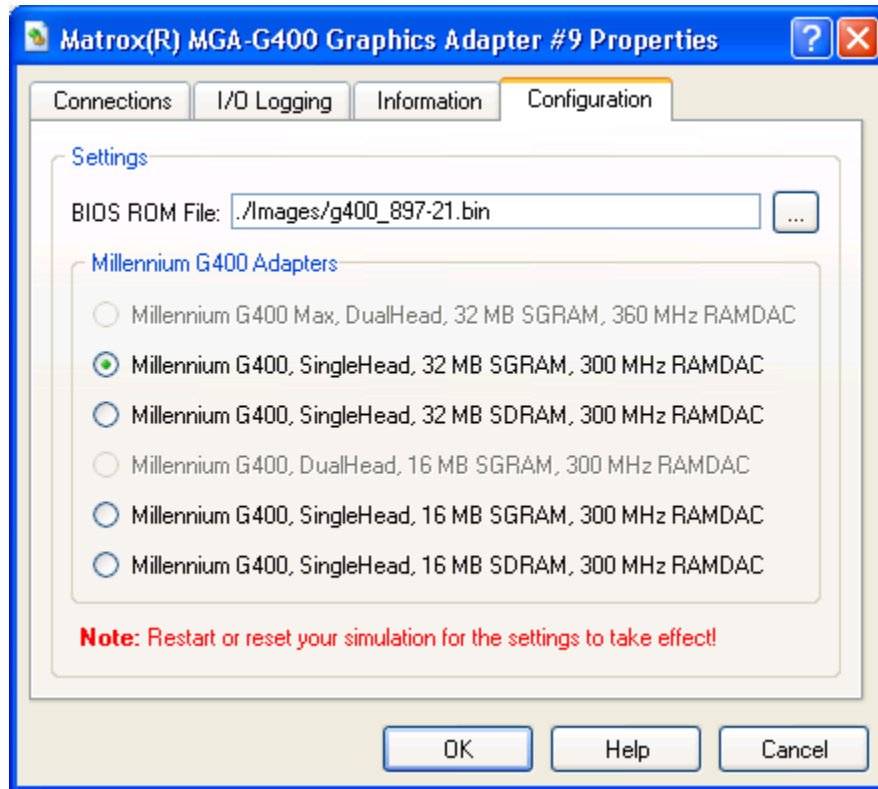 Matrox(R) MGA-G400 Graphics Adapter #9 Properties
Connections I/O Logging Information Configuration
Settings
BIOS ROM File: ./Images/g400_897-21.bin ...
Millennium G400 Adapters
Millennium G400 Max, DualHead, 32 MB SGRAM, 360 MHz RAMDAC
Millennium G400, SingleHead, 32 MB SGRAM, 300 MHz RAMDAC
Millennium G400, SingleHead, 32 MB SDRAM, 300 MHz RAMDAC
Millennium G400, DualHead, 16 MB SGRAM, 300 MHz RAMDAC
Millennium G400, SingleHead, 16 MB SGRAM, 300 MHz RAMDAC
Millennium G400, SingleHead, 16 MB SDRAM, 300 MHz RAMDAC
Note: Restart or reset your simulation for the settings to take effect!
OK Help Cancel